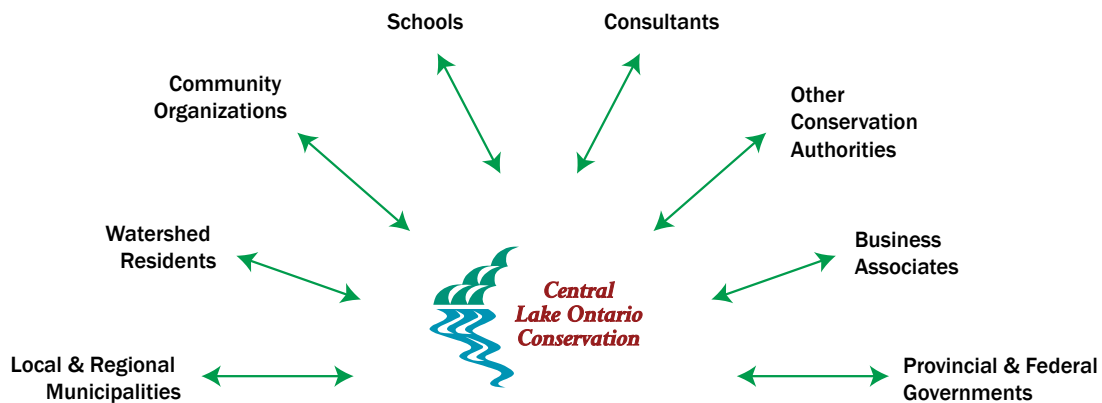 Schools
Consultants
Community
Organizations
Other
Conservation
Authorities
Watershed
Residents
Business
Associates
Central
Lake Ontario
Conservation
Local & Regional
Municipalities
Provincial & Federal
Governments